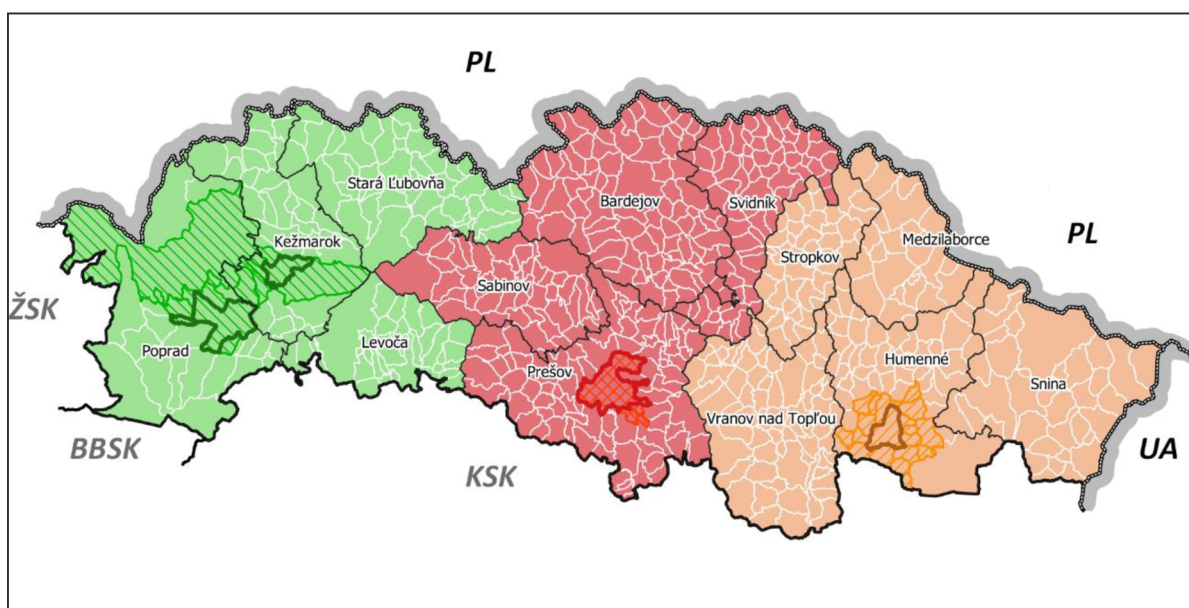 PL
Stará Ľubovňa
Bardejov
Svidník
PL
Kežmarok
Medzilaborce
Stropkov
Sabinov
ŽSK
Poprad
Levoča
Prešov
Humenné
Snina
Vranov nad Topľou
BBSK
KSK
UA